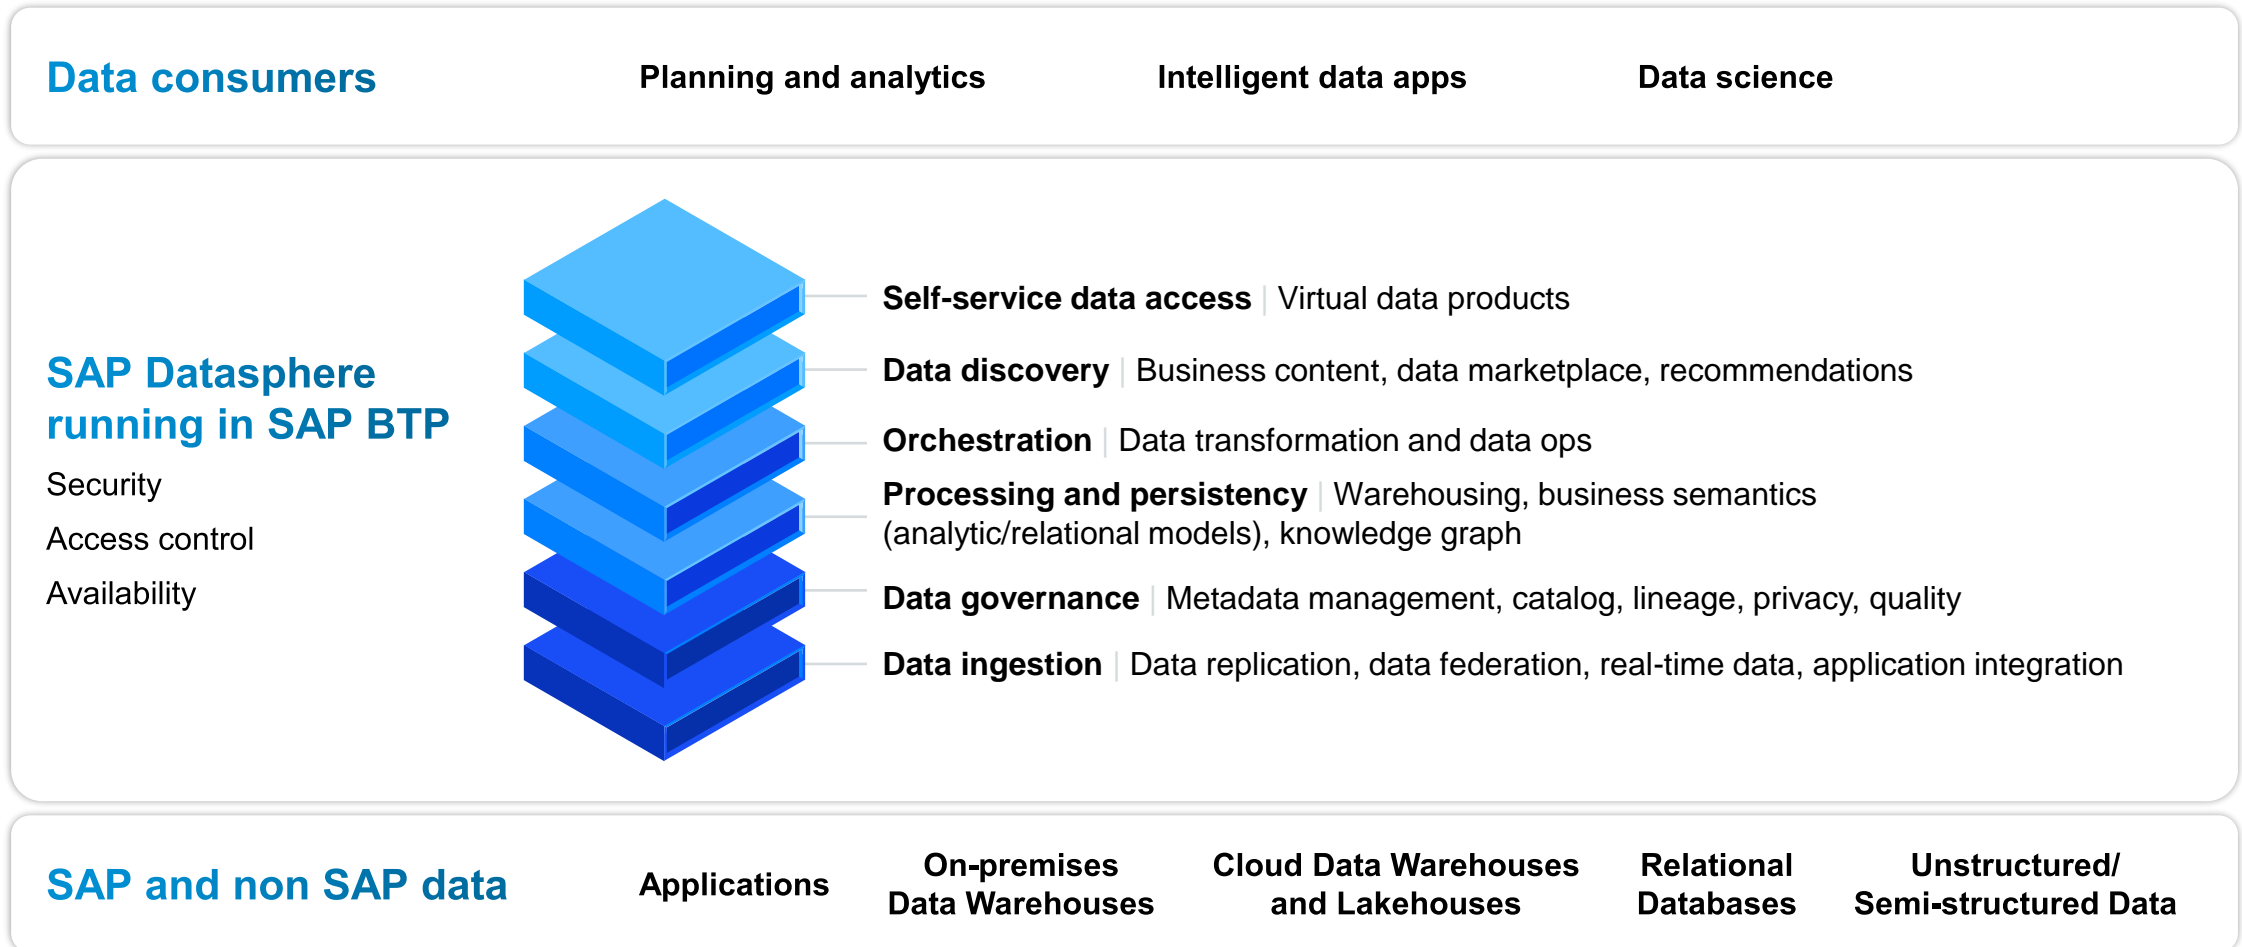 Data consumers
Planning and analytics
Intelligent data apps
Data science
SAP Datasphere
running in SAP BTP
Security
Access control
Availability
Self-service data access | Virtual data products
Data discovery | Business content, data marketplace, recommendations
Orchestration | Data transformation and data ops
Processing and persistency | Warehousing, business semantics
(analytic/relational models), knowledge graph
Data governance | Metadata management, catalog, lineage, privacy, quality
Data ingestion | Data replication, data federation, real-time data, application integration
SAP and non SAP data
Applications
On-premises
Data Warehouses
Cloud Data Warehouses
and Lakehouses
Relational
Databases
Unstructured/
Semi-structured Data